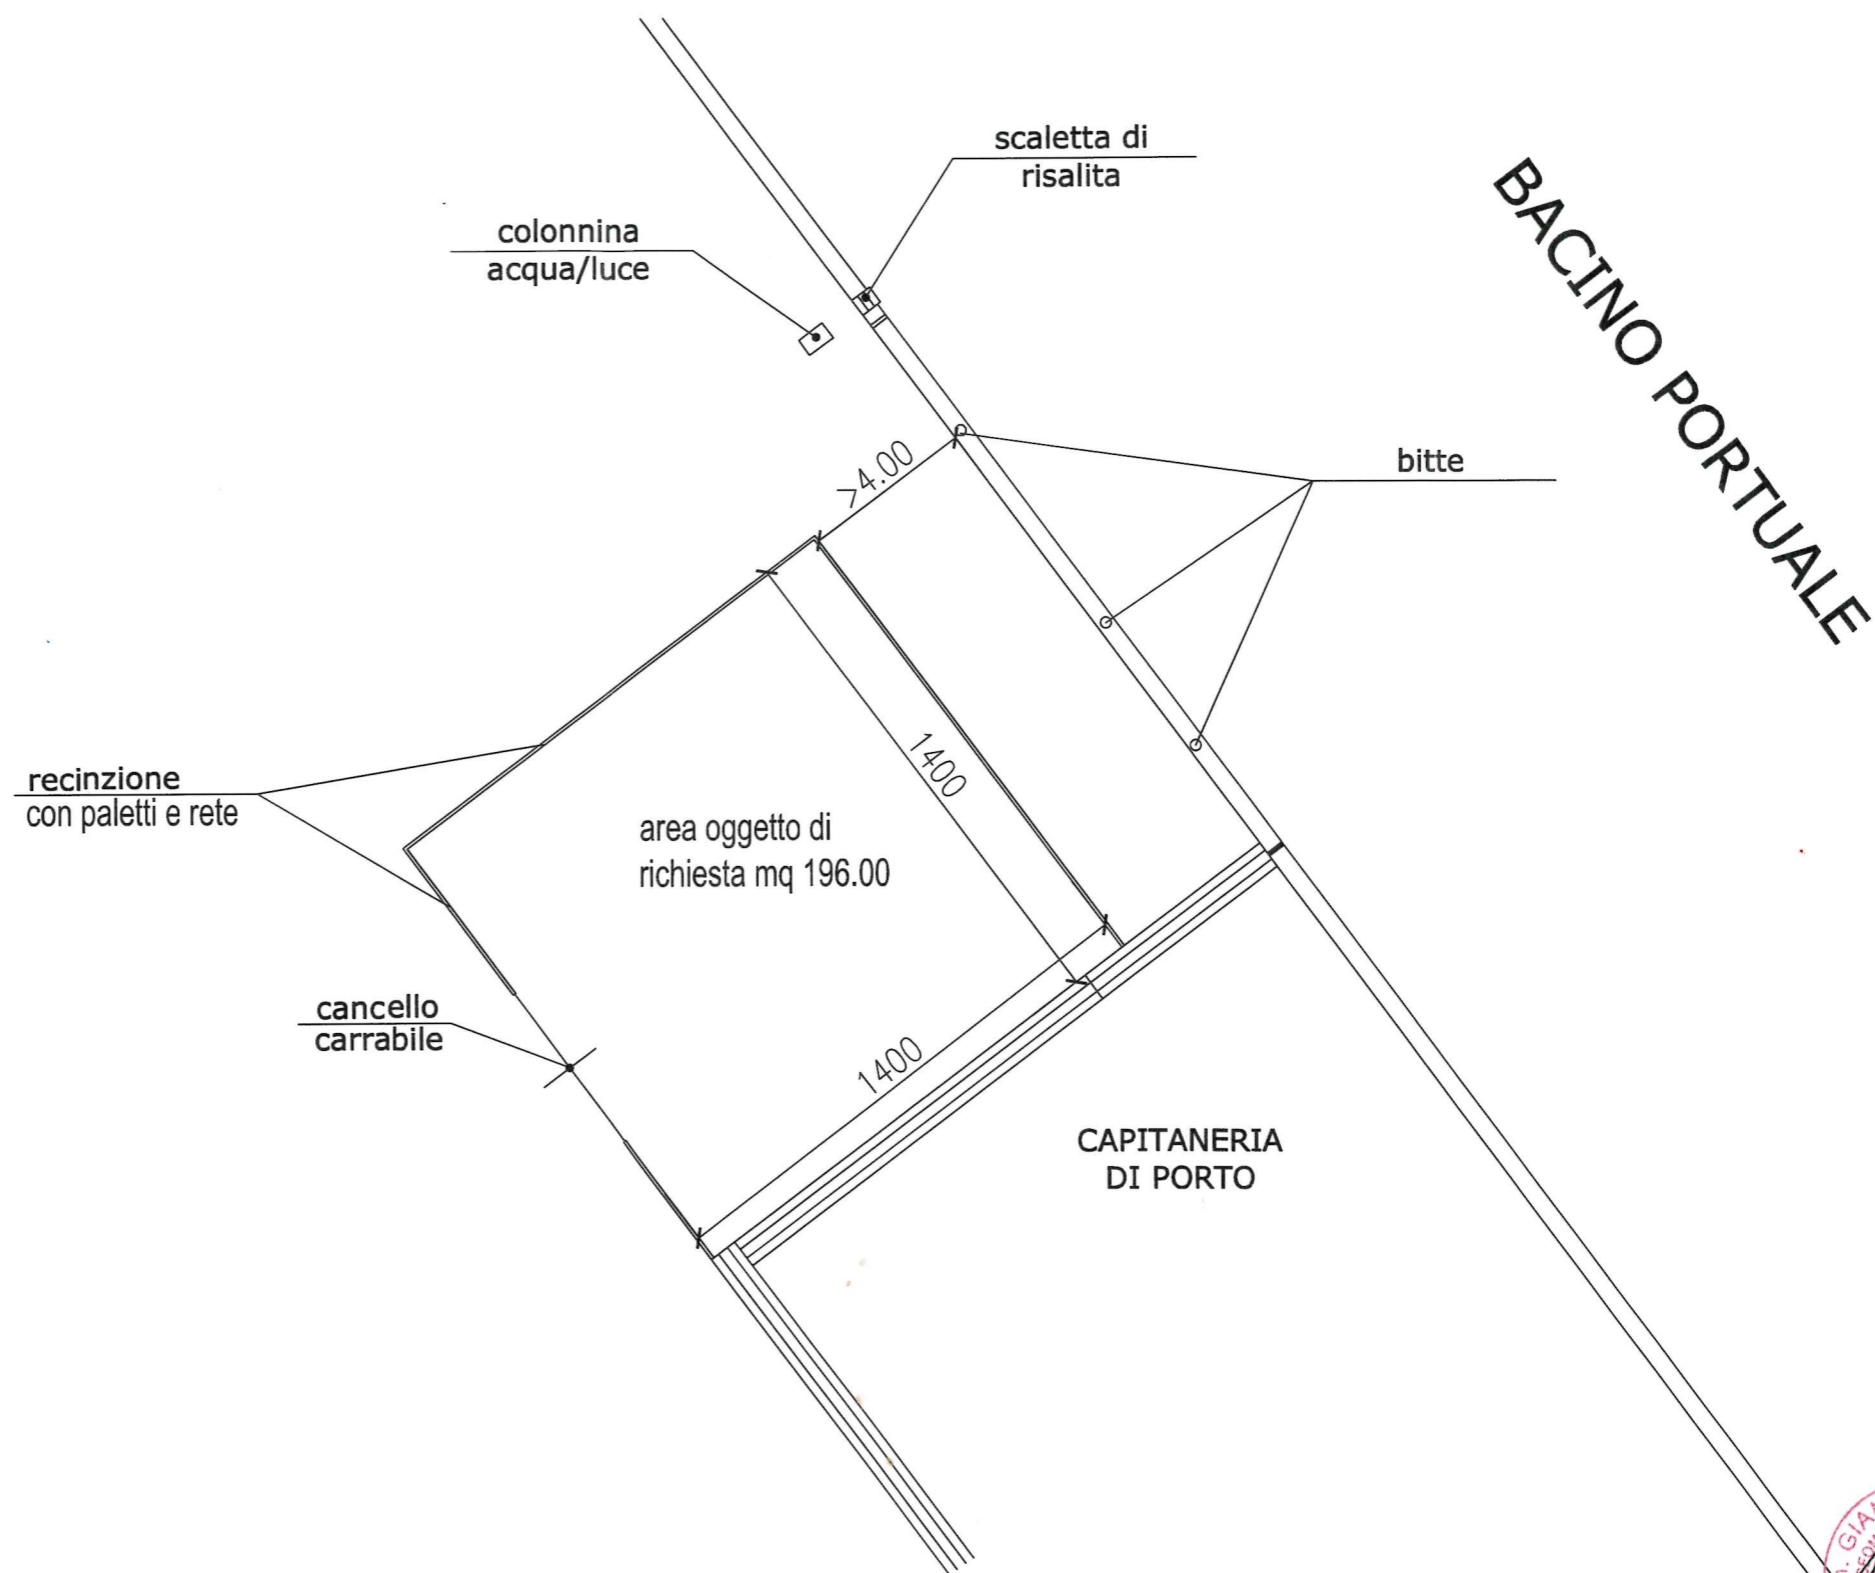 scaletta di
risalita
colonnina
acqua/luce
BACINO PORTUALE
>4.00
bitte
1400
recinzione
con paletti e rete
area oggetto di
richiesta mq 196.00
cancello
carrabile
1400
CAPITANERIA
DI PORTO